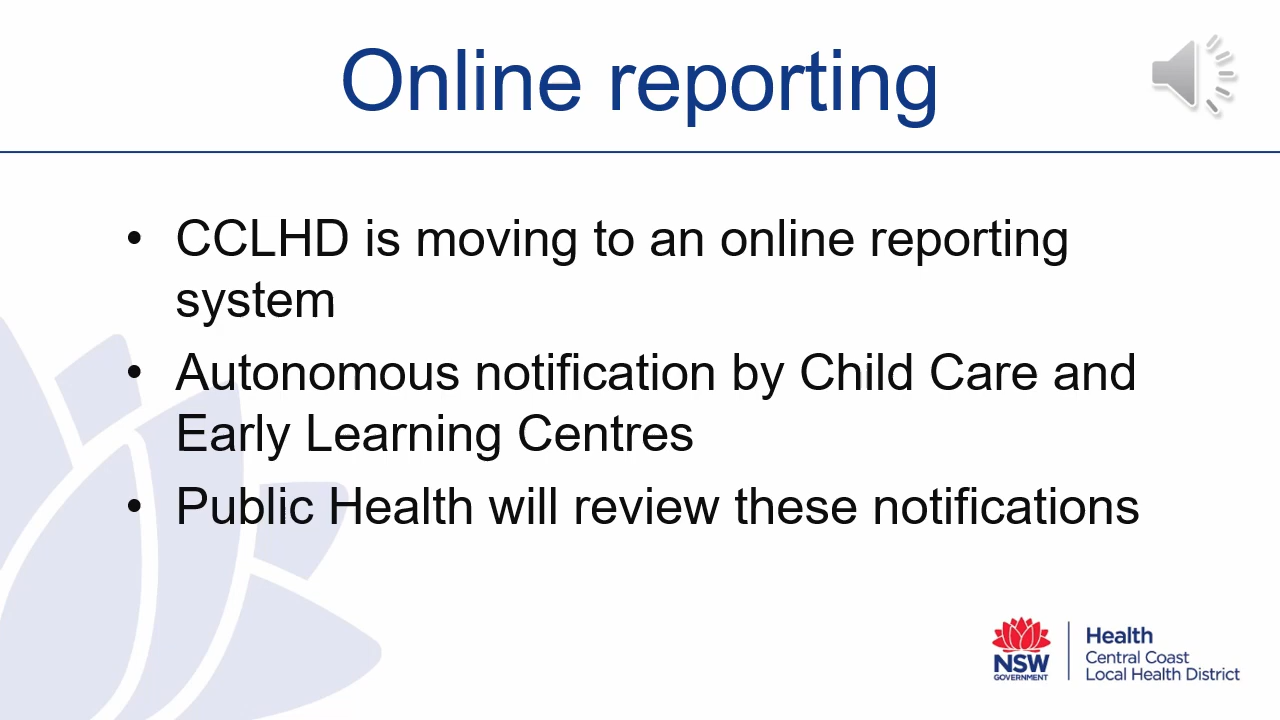 Online reporting
• CCLHD is moving to an online reporting
system
• Autonomous notification by Child Care and
Early Learning Centres
• Public Health will review these notifications
NSW
GOVERNMENT
Health
Central Coast
Local Health District